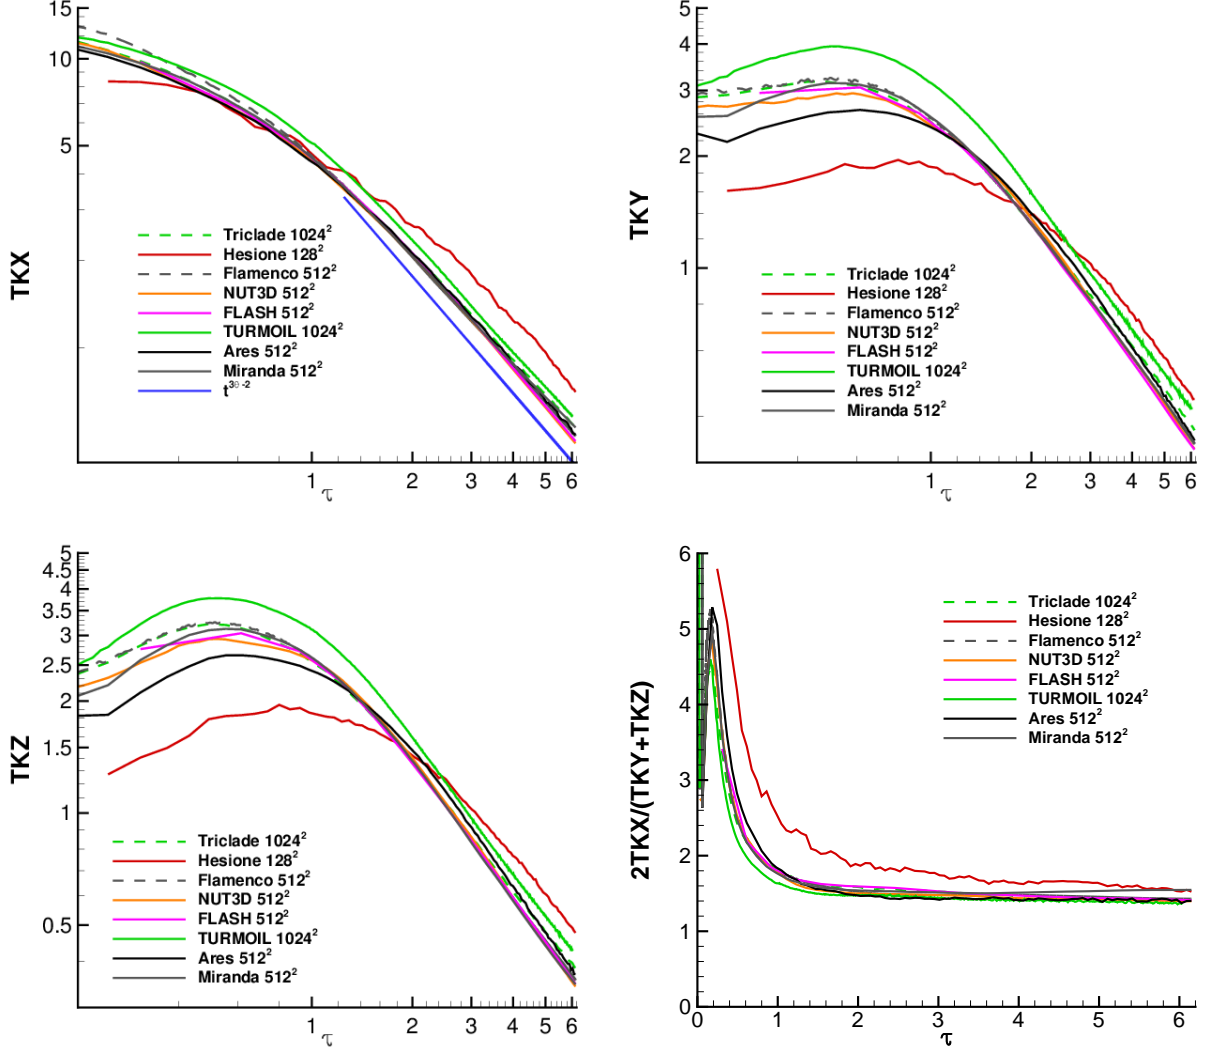 15
10
5
TKX
Triclade 1024²
Hesione 128²
Flamenco 512²
NUT3D 512²
FLASH 512²
TURMOIL 1024²
Ares 512²
Miranda 512²
t³ᶿ⁻²
1 2 3 4 5 6
τ
5
4
3
2
1
TKY
Triclade 1024²
Hesione 128²
Flamenco 512²
NUT3D 512²
FLASH 512²
TURMOIL 1024²
Ares 512²
Miranda 512²
1 2 3 4 5 6
τ
5
4.5
4
3.5
3
2.5
2
1.5
1
0.5
TKZ
Triclade 1024²
Hesione 128²
Flamenco 512²
NUT3D 512²
FLASH 512²
TURMOIL 1024²
Ares 512²
Miranda 512²
1 2 3 4 5 6
τ
6
5
4
3
2
1
0
2TKX/(TKY+TKZ)
Triclade 1024²
Hesione 128²
Flamenco 512²
NUT3D 512²
FLASH 512²
TURMOIL 1024²
Ares 512²
Miranda 512²
0 1 2 3 4 5 6
τ